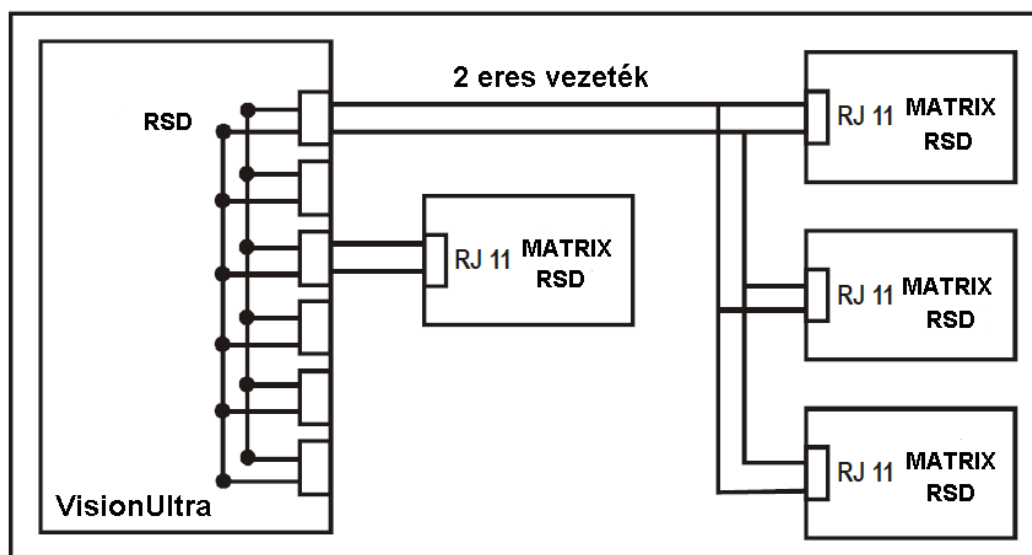 2 eres vezeték
RSD
RJ 11 MATRIX
RSD
RJ 11 MATRIX
RSD
RJ 11 MATRIX
RSD
RJ 11 MATRIX
RSD
VisionUltra